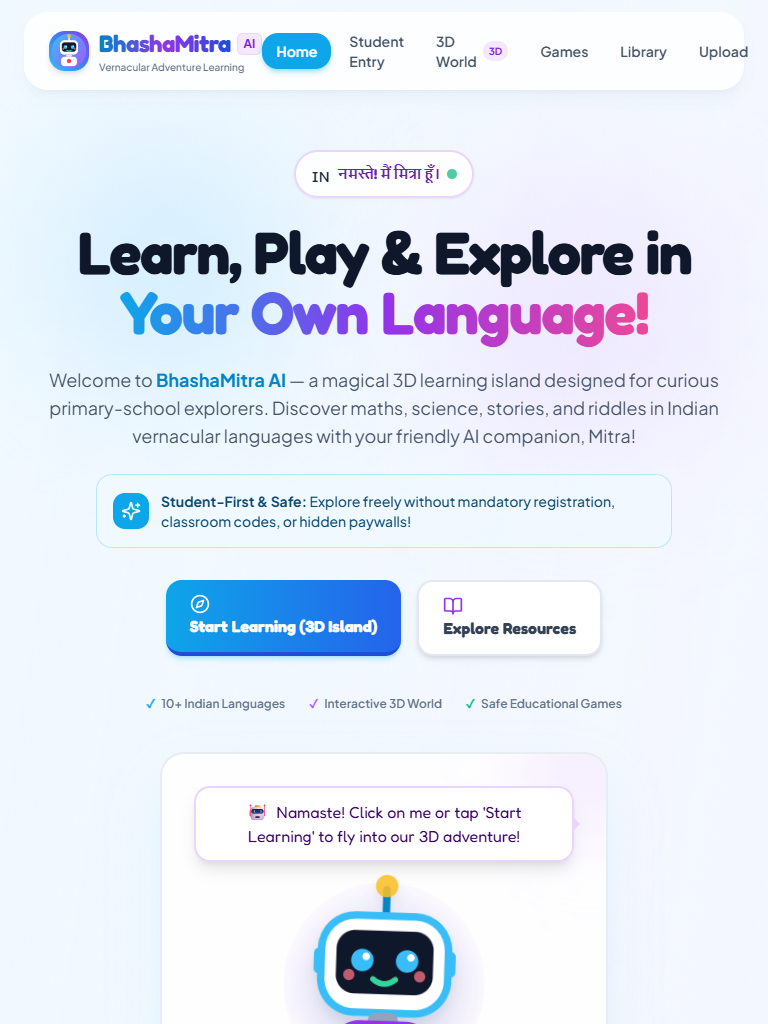 BhashaMitra AI
Vernacular Adventure Learning
Home
Student Entry
3D World 3D
Games
Library
Upload
IN नमस्ते! मैं मित्रा हूँ।
Learn, Play & Explore in
Your Own Language!
Welcome to BhashaMitra AI — a magical 3D learning island designed for curious
primary-school explorers. Discover maths, science, stories, and riddles in Indian
vernacular languages with your friendly AI companion, Mitra!
Student-First & Safe: Explore freely without mandatory registration,
classroom codes, or hidden paywalls!
Start Learning (3D Island)
Explore Resources
✓ 10+ Indian Languages
✓ Interactive 3D World
✓ Safe Educational Games
Namaste! Click on me or tap 'Start
Learning' to fly into our 3D adventure!